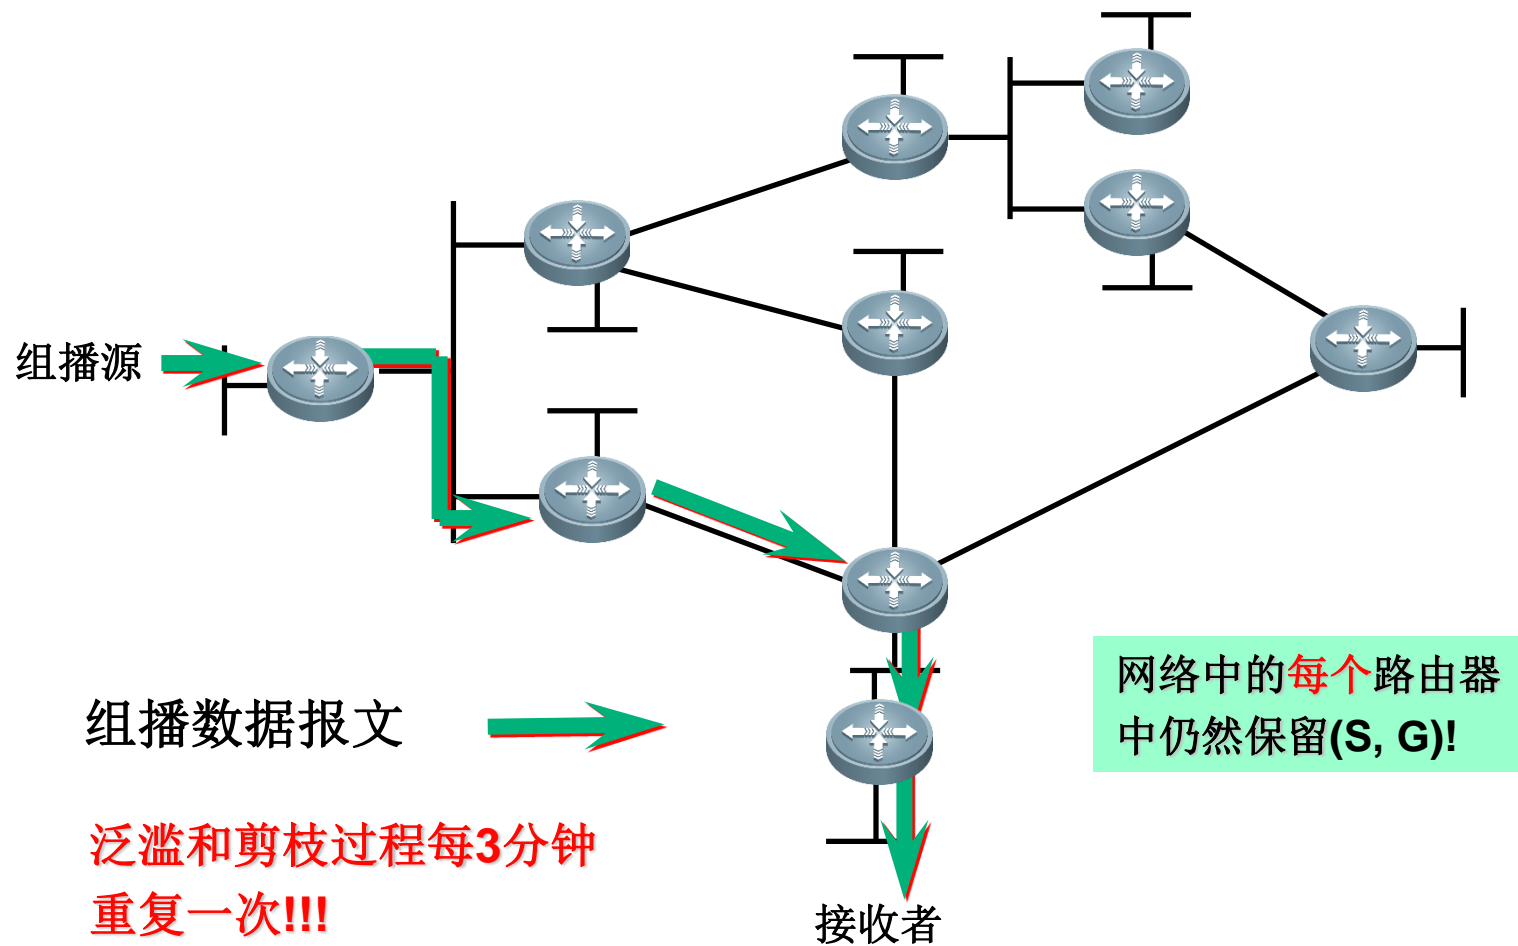 组播源
网络中的每个路由器
中仍然保留(S, G)!
组播数据报文
泛滥和剪枝过程每3分钟
重复一次!!!
接收者